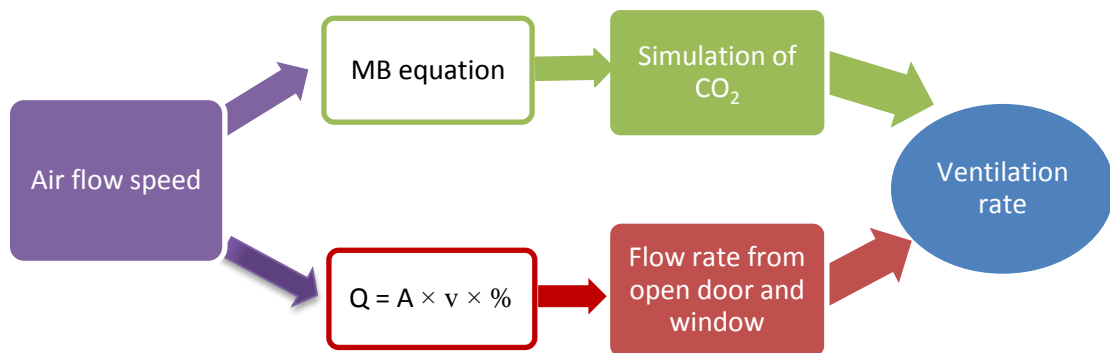 Air flow speed
MB equation
Simulation of
CO₂
Q = A × v × %
Flow rate from
open door and
window
Ventilation
rate